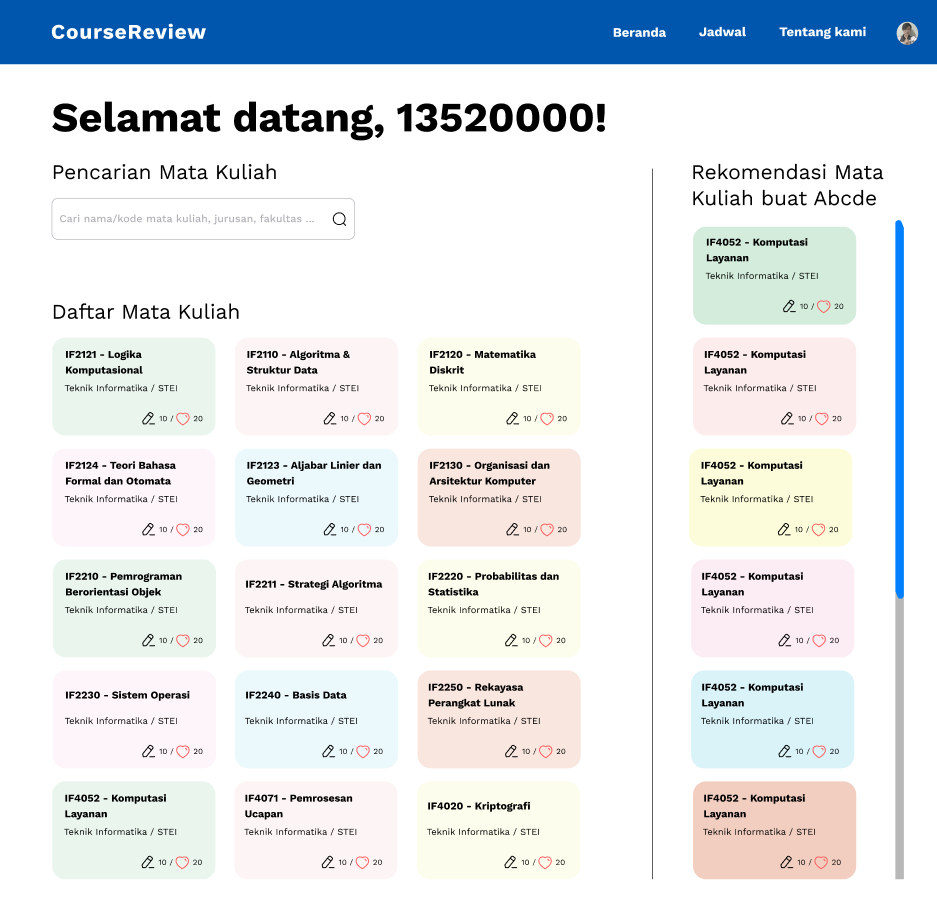 CourseReview
Beranda
Jadwal
Tentang kami
Selamat datang, 13520000!
Pencarian Mata Kuliah
Cari nama/kode mata kuliah, jurusan, fakultas ...
Daftar Mata Kuliah
IF2121 - Logika
Komputasional
Teknik Informatika / STEI
10 / 20
IF2110 - Algoritma &
Struktur Data
Teknik Informatika / STEI
10 / 20
IF2120 - Matematika
Diskrit
Teknik Informatika / STEI
10 / 20
IF2124 - Teori Bahasa
Formal dan Otomata
Teknik Informatika / STEI
10 / 20
IF2123 - Aljabar Linier dan
Geometri
Teknik Informatika / STEI
10 / 20
IF2130 - Organisasi dan
Arsitektur Komputer
Teknik Informatika / STEI
10 / 20
IF2210 - Pemrograman
Berorientasi Objek
Teknik Informatika / STEI
10 / 20
IF2211 - Strategi Algoritma
Teknik Informatika / STEI
10 / 20
IF2220 - Probabilitas dan
Statistika
Teknik Informatika / STEI
10 / 20
IF2230 - Sistem Operasi
Teknik Informatika / STEI
10 / 20
IF2240 - Basis Data
Teknik Informatika / STEI
10 / 20
IF2250 - Rekayasa
Perangkat Lunak
Teknik Informatika / STEI
10 / 20
IF4052 - Komputasi
Layanan
Teknik Informatika / STEI
10 / 20
IF4071 - Pemrosesan
Ucapan
Teknik Informatika / STEI
10 / 20
IF4020 - Kriptografi
Teknik Informatika / STEI
10 / 20
Rekomendasi Mata
Kuliah buat Abcde
IF4052 - Komputasi
Layanan
Teknik Informatika / STEI
10 / 20
IF4052 - Komputasi
Layanan
Teknik Informatika / STEI
10 / 20
IF4052 - Komputasi
Layanan
Teknik Informatika / STEI
10 / 20
IF4052 - Komputasi
Layanan
Teknik Informatika / STEI
10 / 20
IF4052 - Komputasi
Layanan
Teknik Informatika / STEI
10 / 20
IF4052 - Komputasi
Layanan
Teknik Informatika / STEI
10 / 20